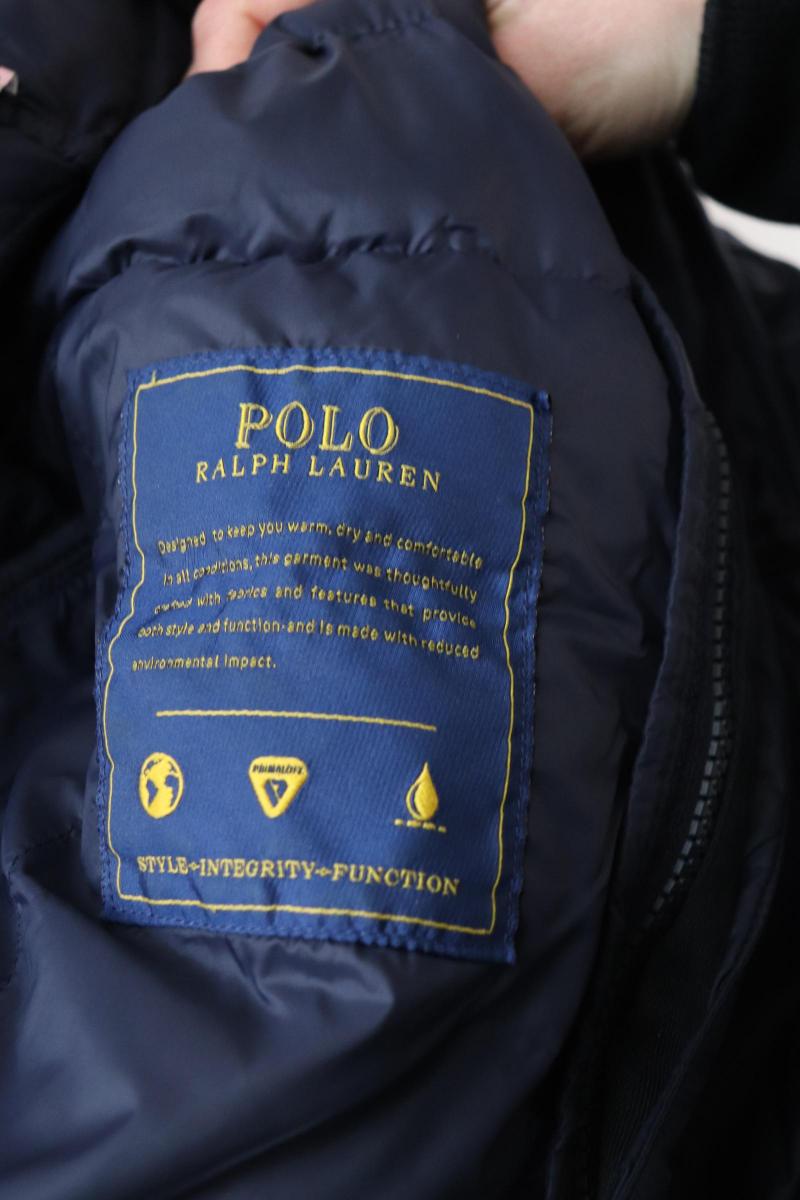 POLO
RALPH LAUREN
Designed to keep you warm, dry and comfortable
in all conditions, this garment was thoughtfully
crafted with fabrics and features that provide
both style and function-and is made with reduced
environmental impact.
PRIMALOFT
STYLE+INTEGRITY+FUNCTION